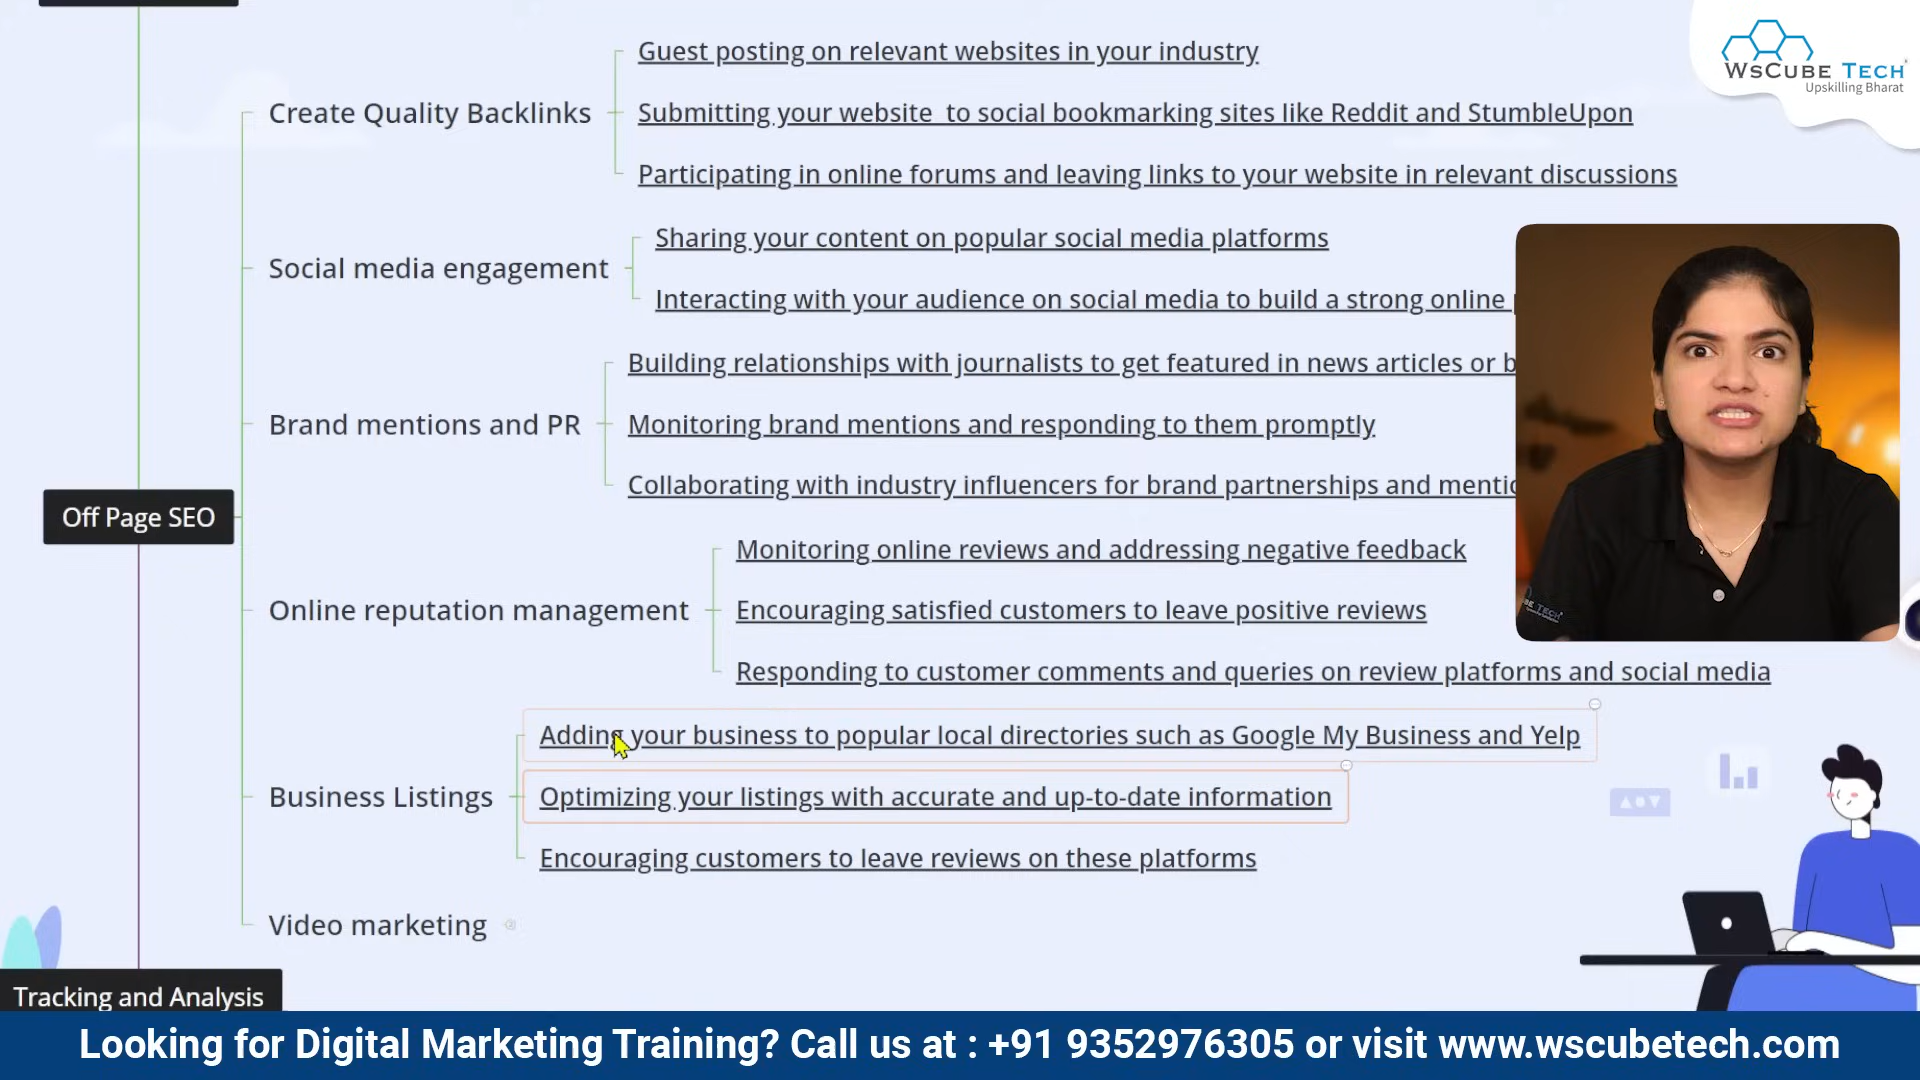 WsCube Tech
Upskilling Bharat
Guest posting on relevant websites in your industry
Create Quality Backlinks
Submitting your website  to social bookmarking sites like Reddit and StumbleUpon
Participating in online forums and leaving links to your website in relevant discussions
Sharing your content on popular social media platforms
Social media engagement
Interacting with your audience on social media to build a strong online
Building relationships with journalists to get featured in news articles or
Brand mentions and PR
Monitoring brand mentions and responding to them promptly
Collaborating with industry influencers for brand partnerships and
Off Page SEO
Monitoring online reviews and addressing negative feedback
Online reputation management
Encouraging satisfied customers to leave positive reviews
Responding to customer comments and queries on review platforms and social media
Adding your business to popular local directories such as Google My Business and Yelp
Business Listings
Optimizing your listings with accurate and up-to-date information
Encouraging customers to leave reviews on these platforms
Video marketing
Tracking and Analysis
Looking for Digital Marketing Training? Call us at : +91 9352976305 or visit www.wscubetech.com